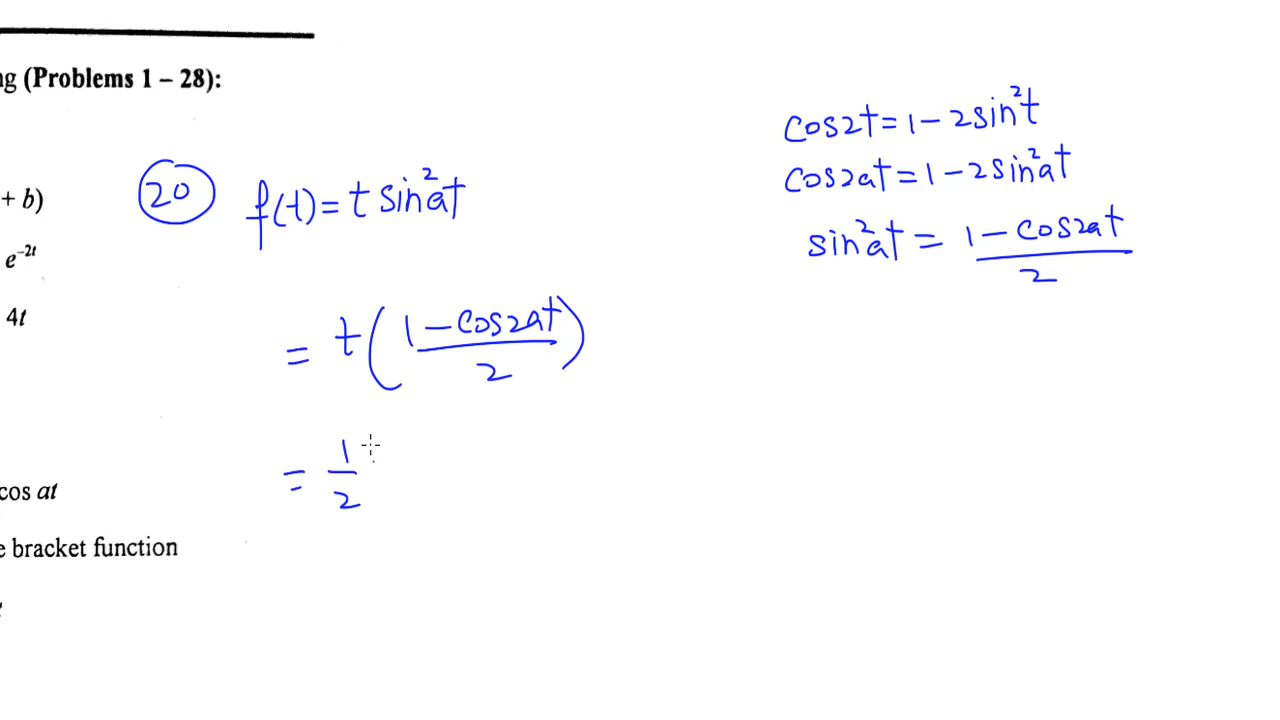 ng (Problems 1 – 28):
cos2t = 1 – 2sin²t
cos2at = 1 – 2sin²at
+ b)
20 f(t) = t sin²at
sin²at = 1 – cos2at / 2
e⁻²ᵗ
4t
= t(1 – cos2at / 2)
= 1/2
cos at
e bracket function